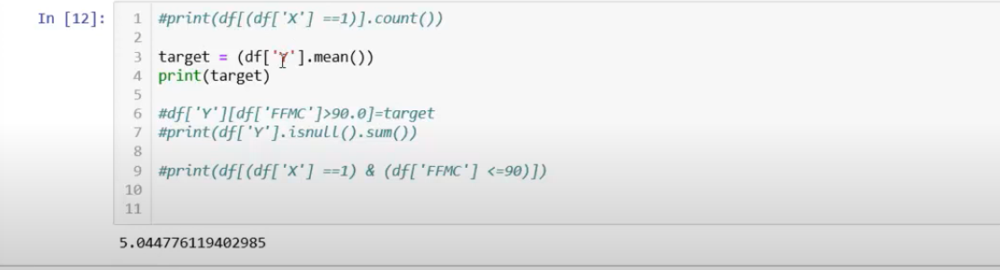 In [12]:
1 #print(df[(df['X'] ==1)].count())
2
3 target = (df['Y'].mean())
4 print(target)
5
6 #df['Y'][df['FFMC']>90.0]=target
7 #print(df['Y'].isnull().sum())
8
9 #print(df[(df['X'] ==1) & (df['FFMC'] <=90)])
10
11
5.044776119402985